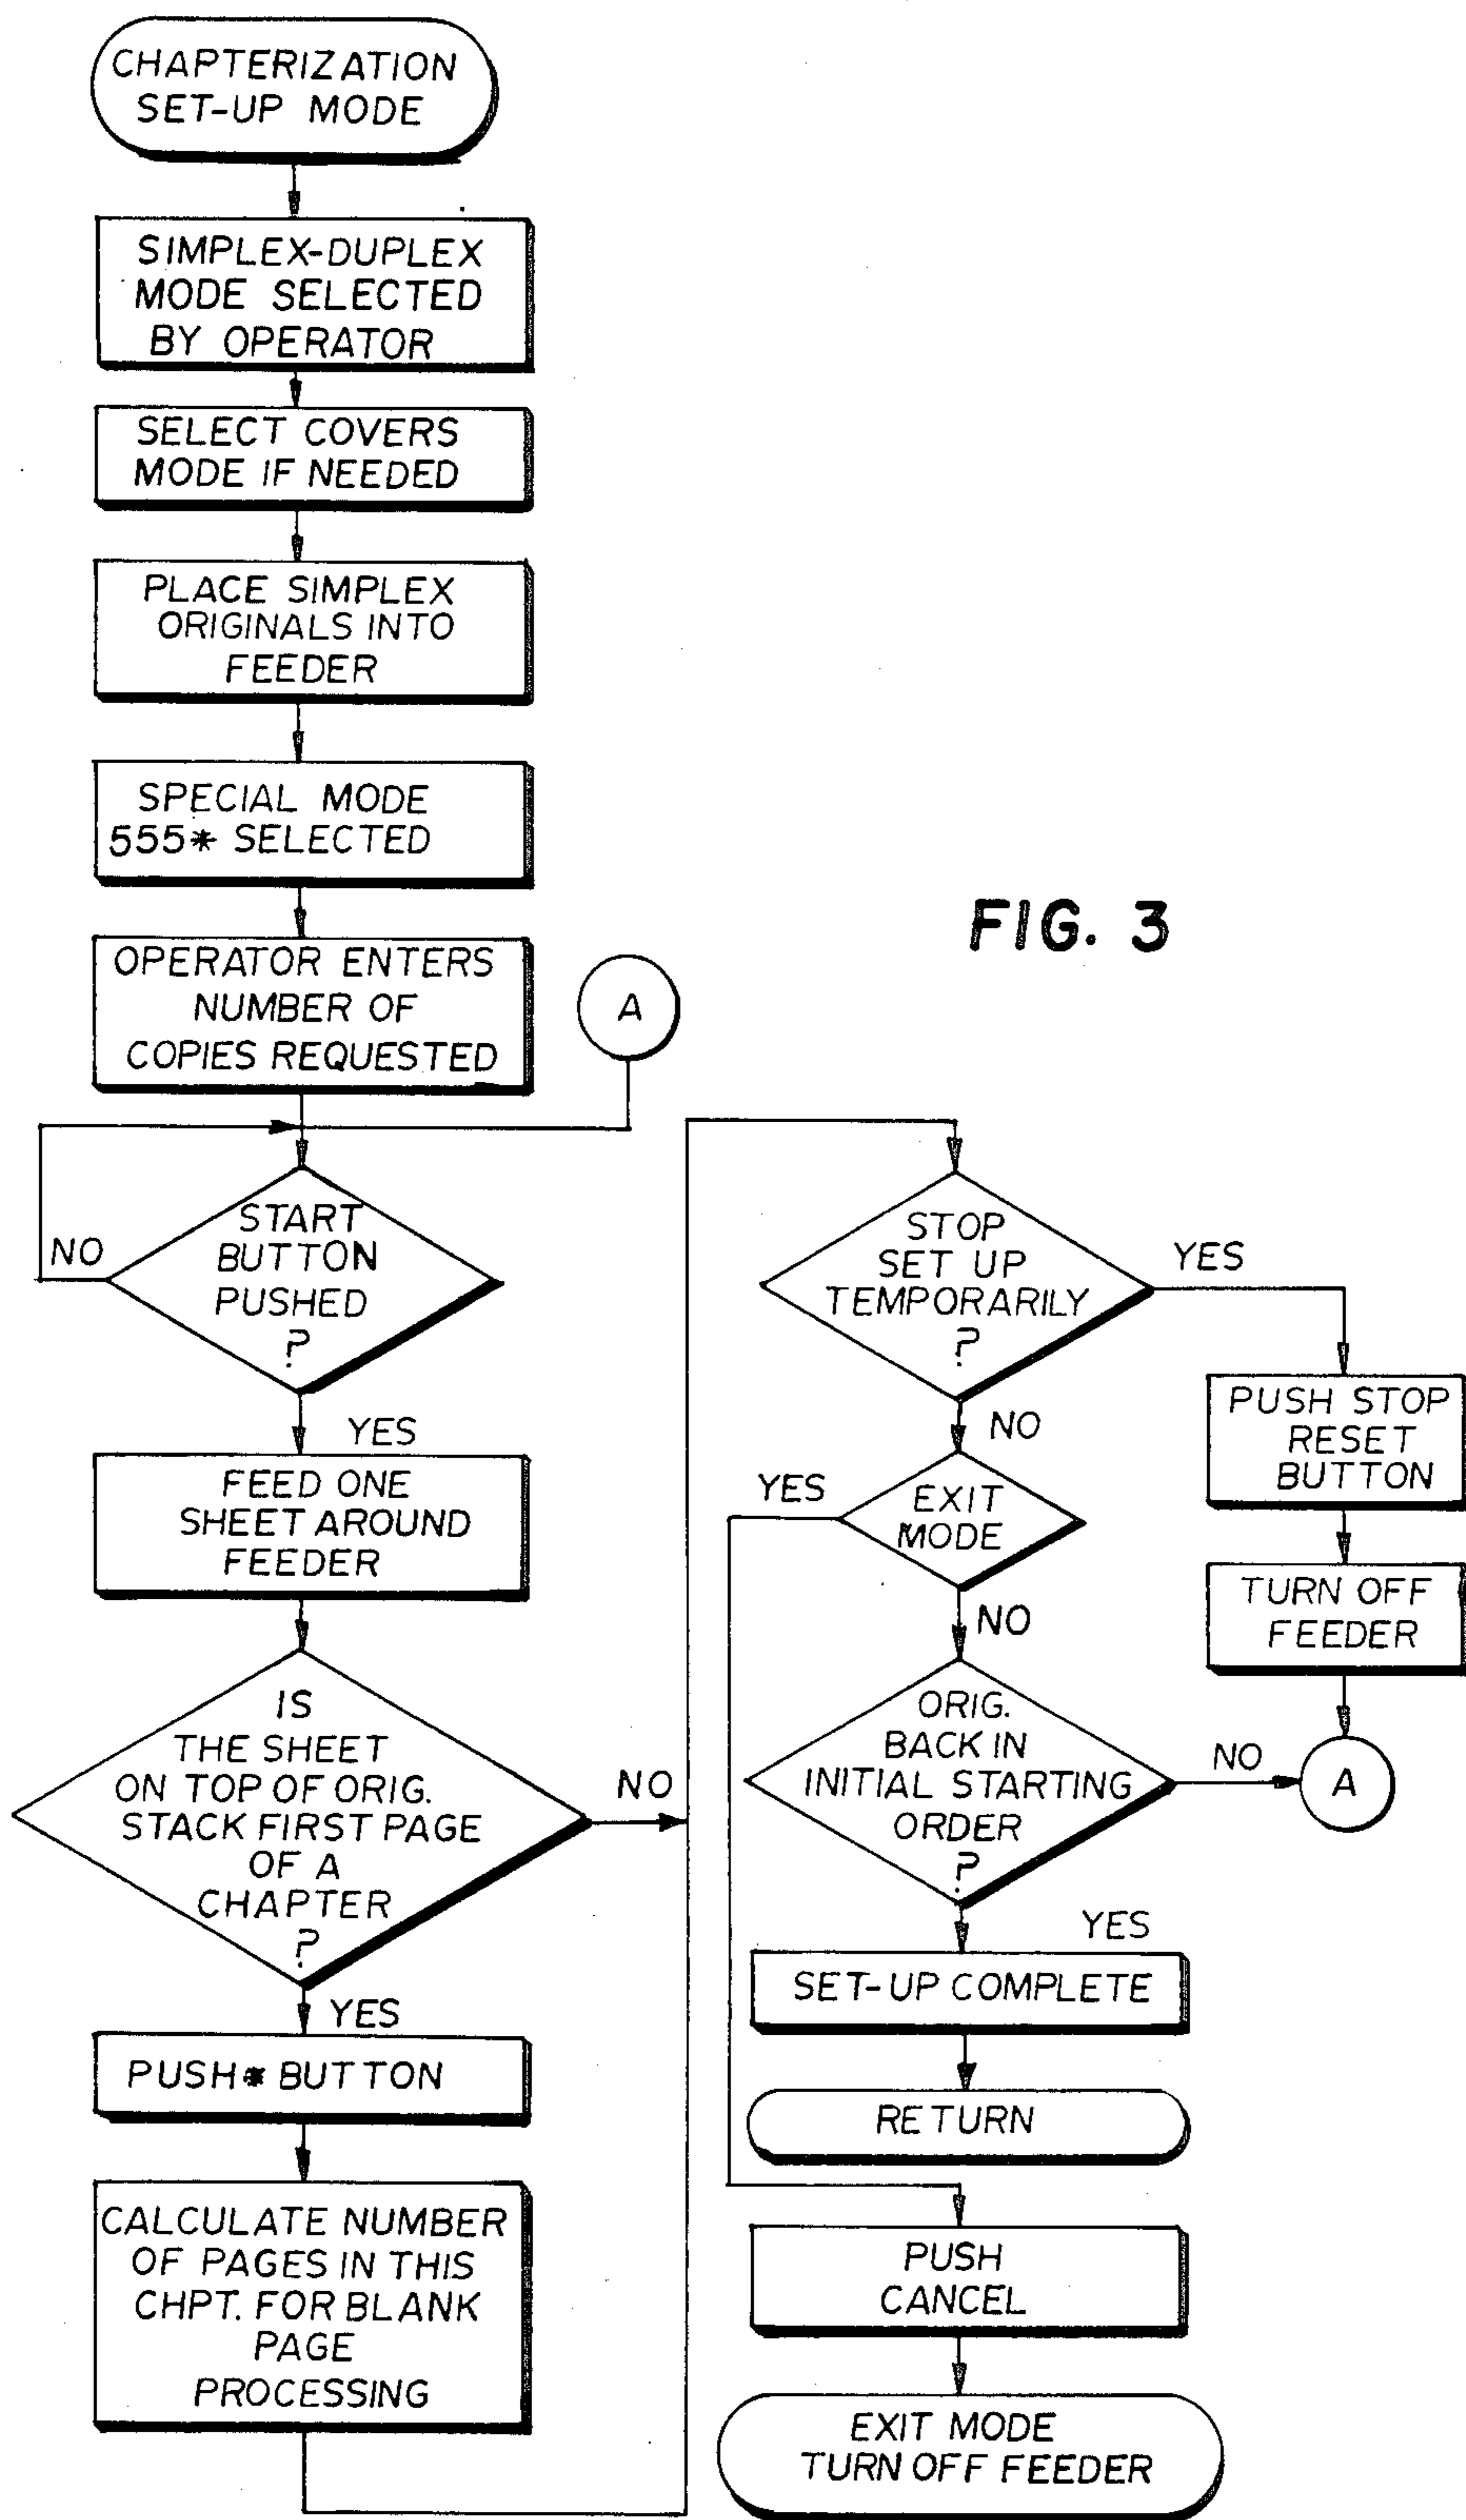 CHAPTERIZATION
SET-UP MODE
SIMPLEX-DUPLEX
MODE SELECTED
BY OPERATOR
SELECT COVERS
MODE IF NEEDED
PLACE SIMPLEX
ORIGINALS INTO
FEEDER
SPECIAL MODE
555* SELECTED
OPERATOR ENTERS
NUMBER OF
COPIES REQUESTED
A
FIG. 3
START
BUTTON
PUSHED
?
NO
YES
FEED ONE
SHEET AROUND
FEEDER
IS
THE SHEET
ON TOP OF ORIG.
STACK FIRST PAGE
OF A
CHAPTER
?
NO
YES
PUSH * BUTTON
CALCULATE NUMBER
OF PAGES IN THIS
CHPT. FOR BLANK
PAGE
PROCESSING
STOP
SET UP
TEMPORARILY
?
YES
NO
PUSH STOP
RESET
BUTTON
TURN OFF
FEEDER
A
EXIT
MODE
YES
NO
ORIG.
BACK IN
INITIAL STARTING
ORDER
?
NO
YES
SET-UP COMPLETE
RETURN
PUSH
CANCEL
EXIT MODE
TURN OFF FEEDER